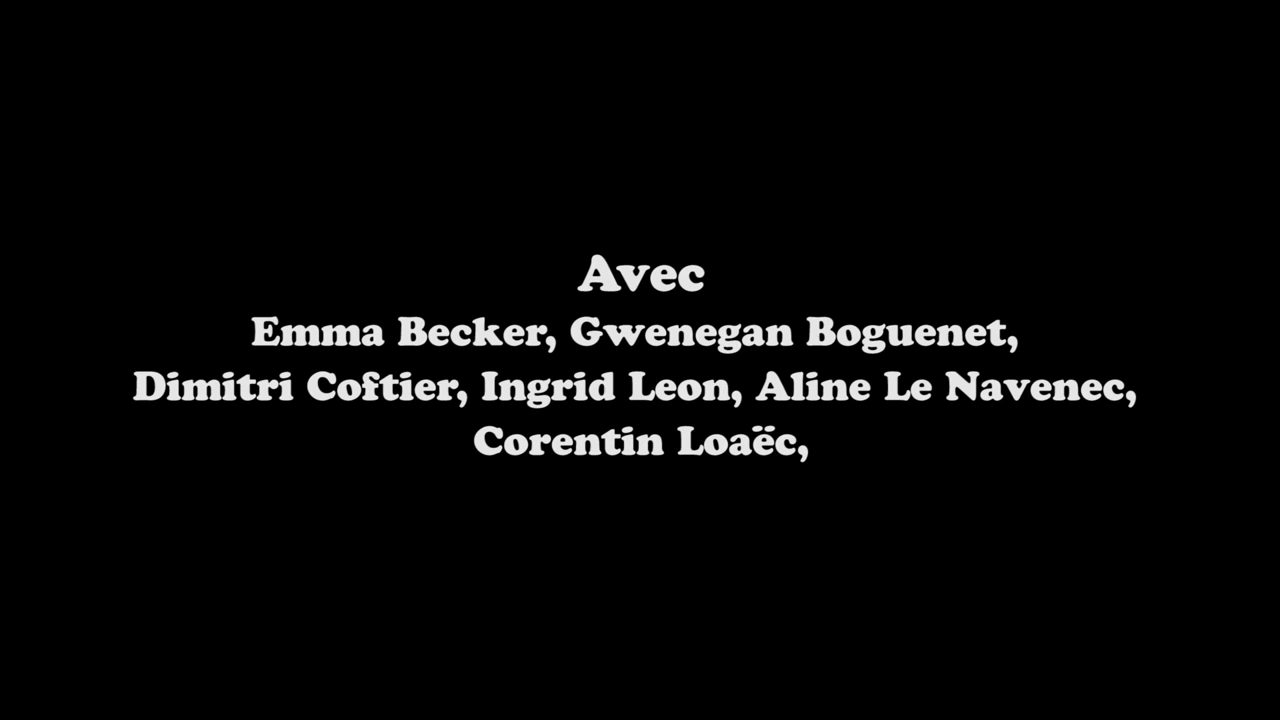 Avec
Emma Becker, Gwenegan Boguenet,
Dimitri Coftier, Ingrid Leon, Aline Le Navenec,
Corentin Loaëc,